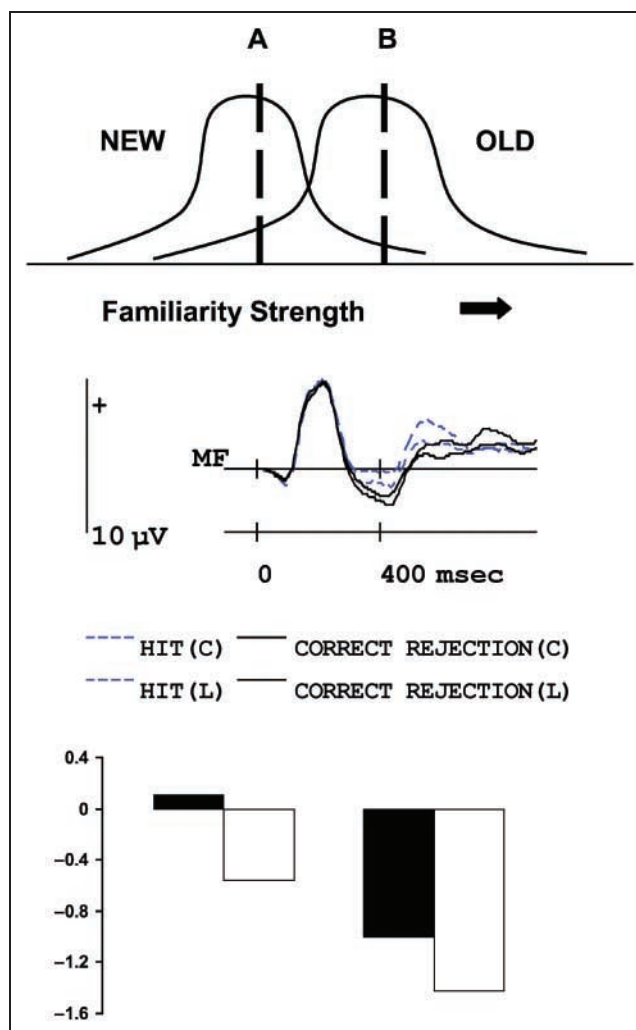 A B
NEW OLD
Familiarity Strength
+
MF
10 μV
0 400 msec
HIT(C) CORRECT REJECTION(C)
HIT(L) CORRECT REJECTION(L)
0.4
0
–0.4
–0.8
–1.2
–1.6